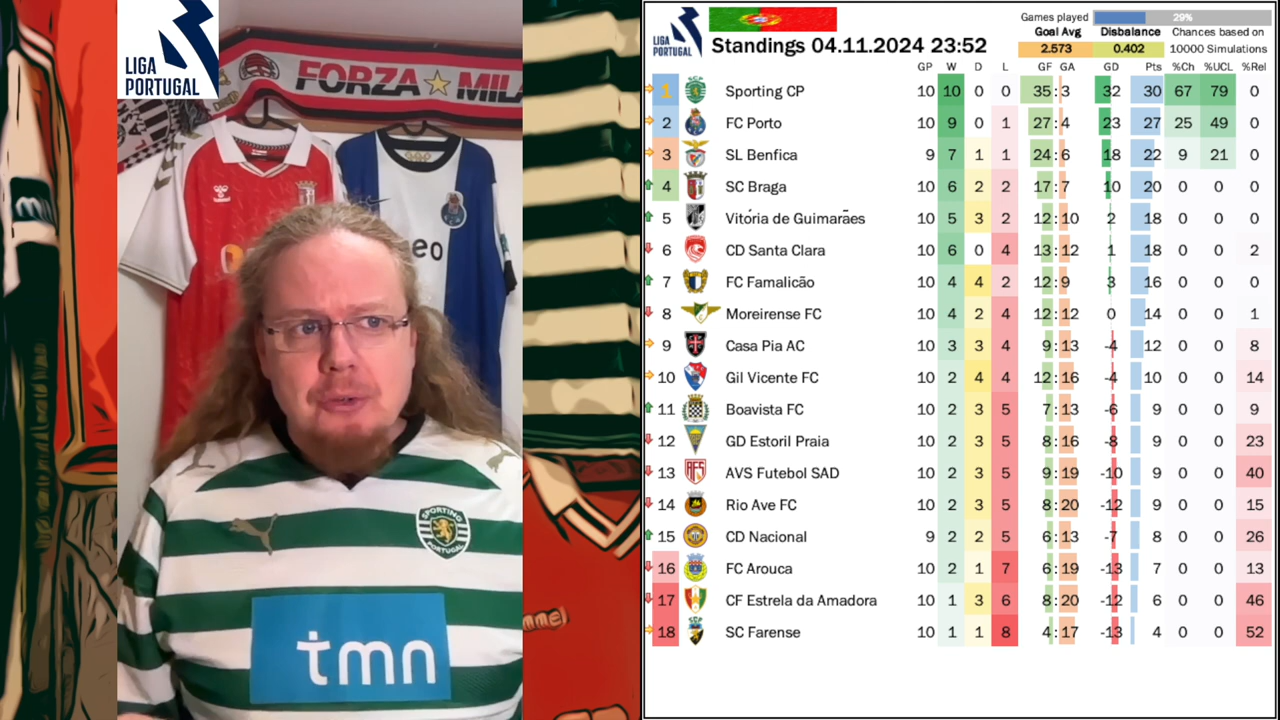 LIGA
PORTUGAL
FORZA ★ MILA
SPORTING
tmn
eo
LIGA
PORTUGAL
Standings 04.11.2024 23:52
Games played 29%
Goal Avg Disbalance Chances based on
2.573 0.402 10000 Simulations
GP W D L GF GA GD Pts %Ch %UCL %Rel
1 Sporting CP 10 10 0 0 35:3 32 30 67 79 0
2 FC Porto 10 9 0 1 27:4 23 27 25 49 0
3 SL Benfica 9 7 1 1 24:6 18 22 9 21 0
4 SC Braga 10 6 2 2 17:7 10 20 0 0 0
5 Vitória de Guimarães 10 5 3 2 12:10 2 18 0 0 0
6 CD Santa Clara 10 6 0 4 13:12 1 18 0 0 2
7 FC Famalicão 10 4 4 2 12:9 3 16 0 0 0
8 Moreirense FC 10 4 2 4 12:12 0 14 0 0 1
9 Casa Pia AC 10 3 3 4 9:13 -4 12 0 0 8
10 Gil Vicente FC 10 2 4 4 12:16 -4 10 0 0 14
11 Boavista FC 10 2 3 5 7:13 -6 9 0 0 9
12 GD Estoril Praia 10 2 3 5 8:16 -8 9 0 0 23
13 AVS Futebol SAD 10 2 3 5 9:19 -10 9 0 0 40
14 Rio Ave FC 10 2 3 5 8:20 -12 9 0 0 15
15 CD Nacional 9 2 2 5 6:13 -7 8 0 0 26
16 FC Arouca 10 2 1 7 6:19 -13 7 0 0 13
17 CF Estrela da Amadora 10 1 3 6 8:20 -12 6 0 0 46
18 SC Farense 10 1 1 8 4:17 -13 4 0 0 52